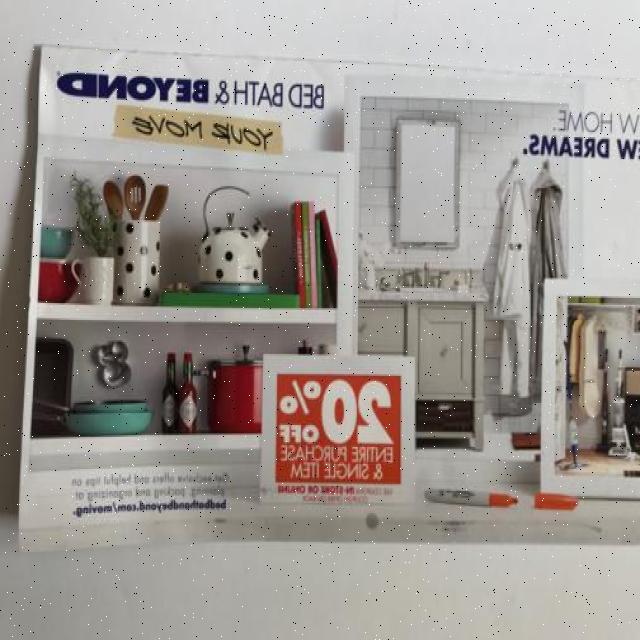 BED BATH & BEYOND
YOUR MOVE
W HOME.
EW DREAMS.
20% OFF
ENTIRE PURCHASE
& SINGLE ITEM
IN-STORE OR ONLINE
For exclusive offers and helpful tips on
packing and organizing at
bedbathandbeyond.com/moving.